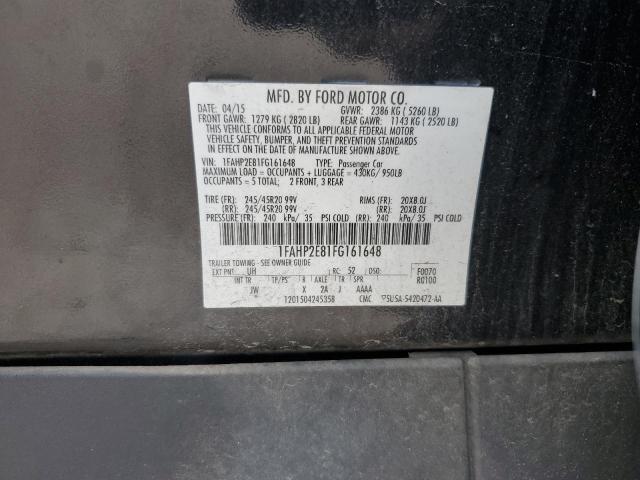 MFD. BY FORD MOTOR CO.
DATE: 04/15 GVWR: 2386 KG ( 5260 LB)
FRONT GAWR: 1279 KG ( 2820 LB) REAR GAWR: 1143 KG ( 2520 LB)
THIS VEHICLE CONFORMS TO ALL APPLICABLE FEDERAL MOTOR
VEHICLE SAFETY, BUMPER, AND THEFT PREVENTION STANDARDS
IN EFFECT ON THE DATE OF MANUFACTURE SHOWN ABOVE.
VIN: 1FAHP2E81FG161648 TYPE: Passenger Car
MAXIMUM LOAD = OCCUPANTS + LUGGAGE = 430KG/ 950LB
OCCUPANTS = 5 TOTAL; 2 FRONT, 3 REAR
TIRE (FR): 245/45R20 99V RIMS (FR): 20X8.0J
(RR): 245/45R20 99V (RR): 20X8.0J
PRESSURE (FR): 240 kPa/ 35 PSI COLD (RR): 240 kPa/ 35 PSI COLD
1FAHP2E81FG161648
TRAILER TOWING - SEE OWNER GUIDE
EXT PNT: UH RC: 52 DSO: F0070
INT TR TP/PS R AXLE TR SPR R0100
JW X 2A J AAAA
1201504245358 CMC 5U5A-5420472-AA